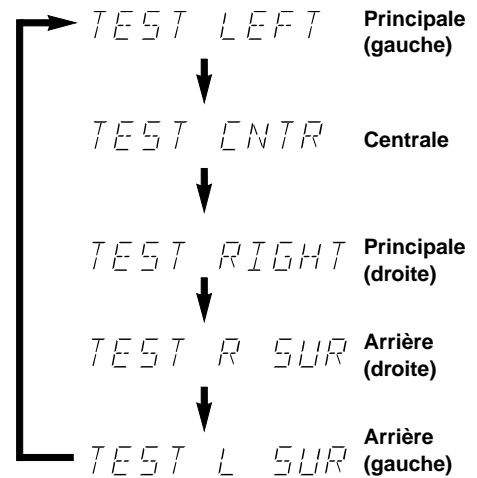 TEST LEFT Principale
(gauche)
TEST CNTR Centrale
TEST RIGHT Principale
(droite)
TEST R SUR Arrière
(droite)
TEST L SUR Arrière
(gauche)